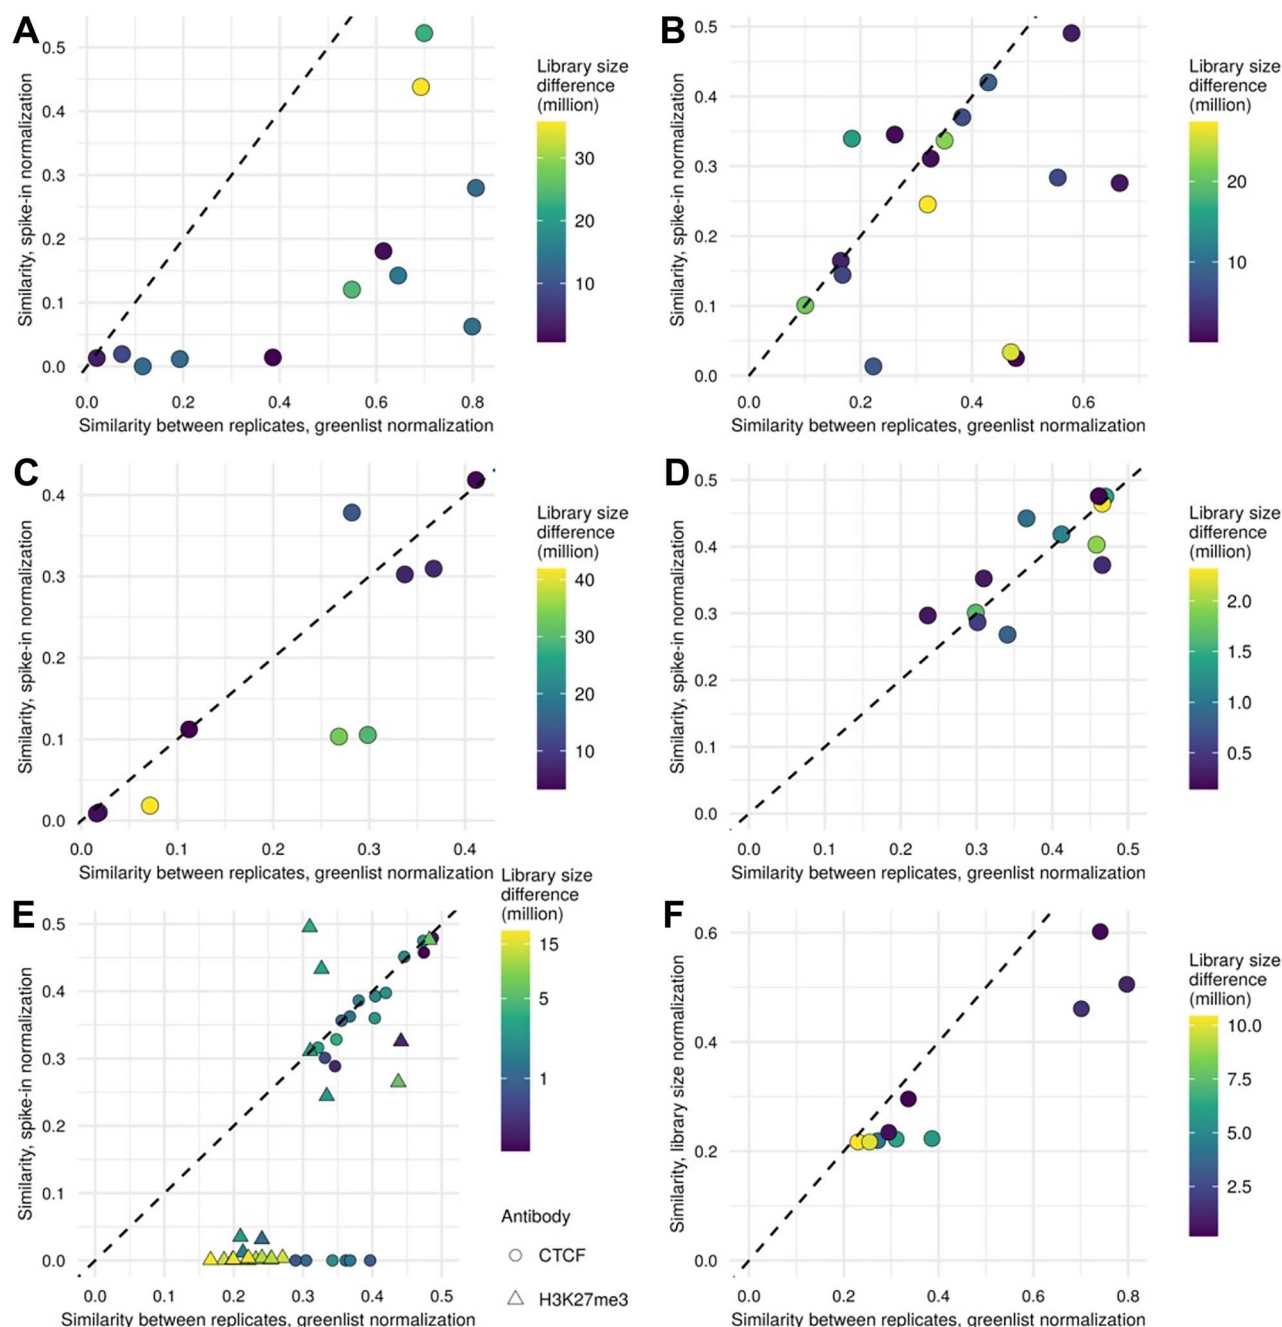 A
0.5
0.4
0.3
0.2
0.1
0.0
Similarity, spike-in normalization
0.0 0.2 0.4 0.6 0.8
Similarity between replicates, greenlist normalization
Library size
difference
(million)
30
20
10
B
0.5
0.4
0.3
0.2
0.1
0.0
Similarity, spike-in normalization
0.0 0.2 0.4 0.6
Similarity between replicates, greenlist normalization
Library size
difference
(million)
20
10
C
0.4
0.3
0.2
0.1
0.0
Similarity, spike-in normalization
0.0 0.1 0.2 0.3 0.4
Similarity between replicates, greenlist normalization
Library size
difference
(million)
40
30
20
10
D
0.5
0.4
0.3
0.2
0.1
0.0
Similarity, spike-in normalization
0.0 0.1 0.2 0.3 0.4 0.5
Similarity between replicates, greenlist normalization
Library size
difference
(million)
2.0
1.5
1.0
0.5
E
0.5
0.4
0.3
0.2
0.1
0.0
Similarity, spike-in normalization
0.0 0.1 0.2 0.3 0.4 0.5
Similarity between replicates, greenlist normalization
Library size
difference
(million)
15
5
1
Antibody
CTCF
H3K27me3
F
0.6
0.4
0.2
0.0
Similarity, library size normalization
0.0 0.2 0.4 0.6 0.8
Similarity between replicates, greenlist normalization
Library size
difference
(million)
10.0
7.5
5.0
2.5